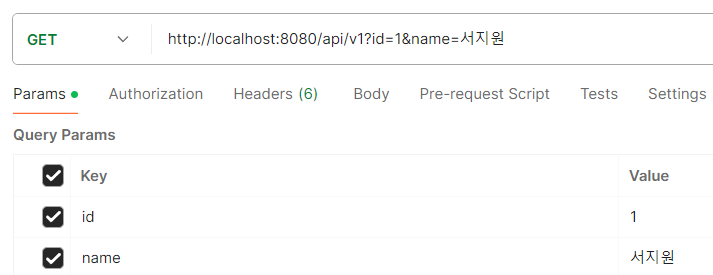 GET http://localhost:8080/api/v1?id=1&name=서지원
Params Authorization Headers (6) Body Pre-request Script Tests Settings
Query Params
Key Value
id 1
name 서지원